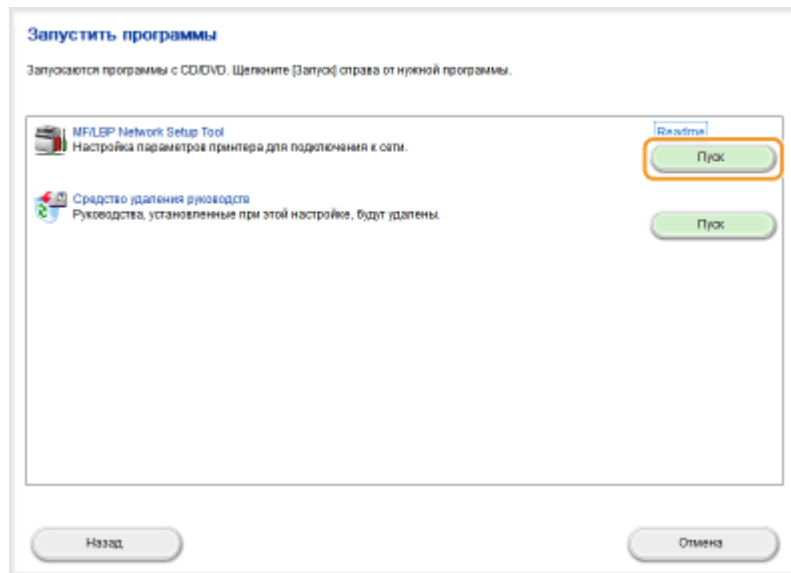 Запустить программы
Запускаются программы с CD/DVD. Щелкните [Запуск] справа от нужной программы.
MF/LBP Network Setup Tool
Readme
Настройка параметров принтера для подключения к сети.
Пуск
Средство удаления руководств
Руководства, установленные при этой настройке, будут удалены.
Пуск
Назад
Отмена